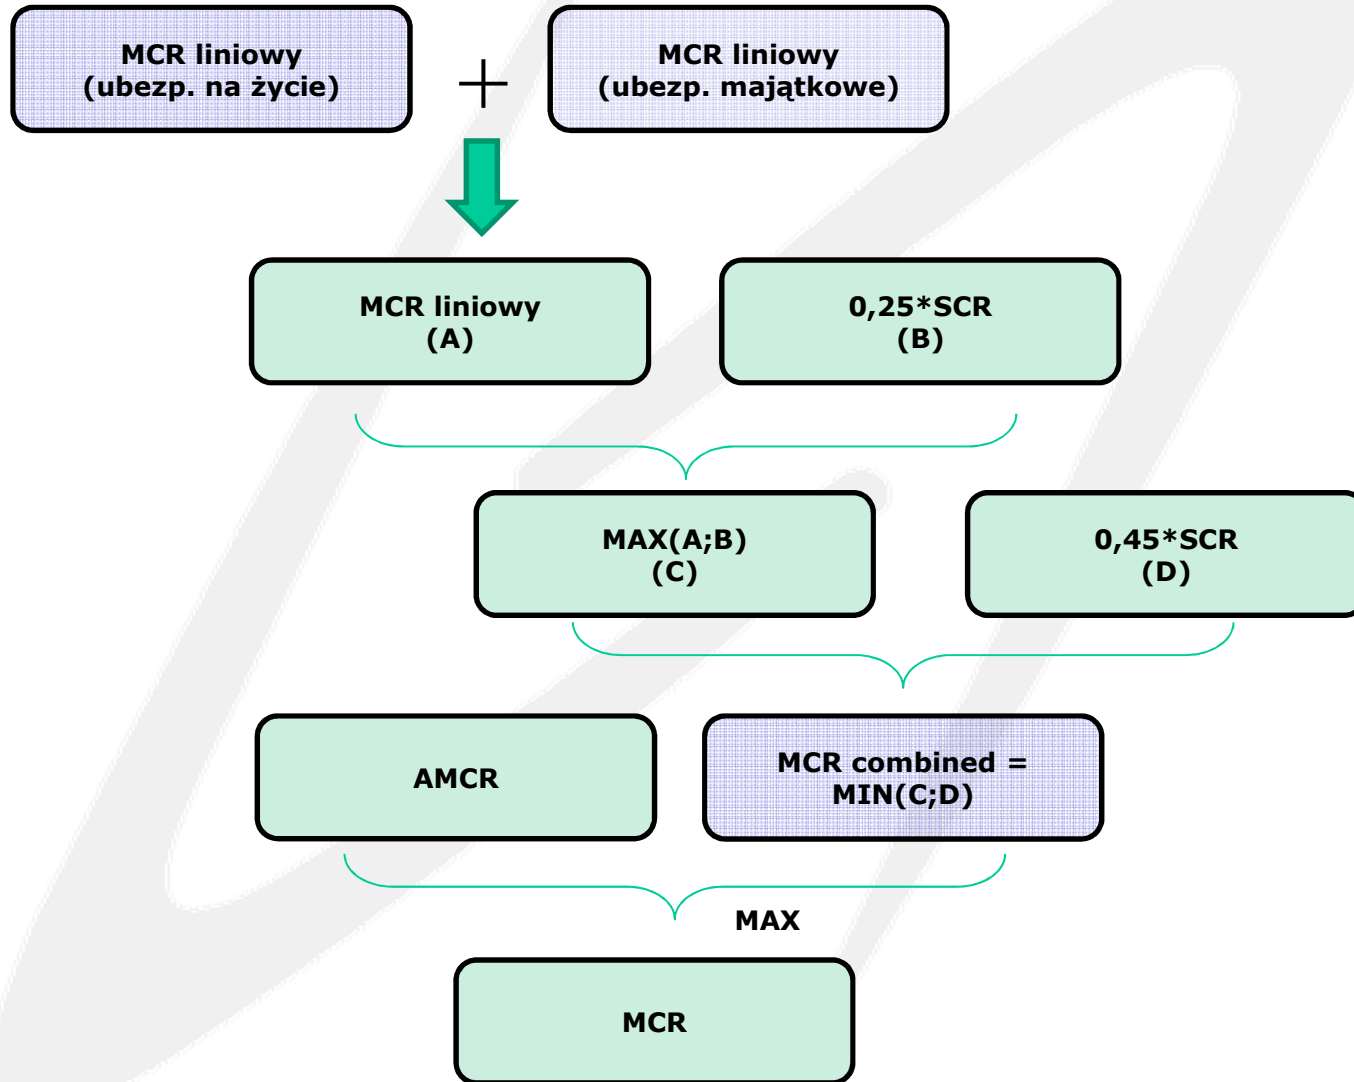 MCR liniowy
(ubezp. na życie)
+
MCR liniowy
(ubezp. majątkowe)
MCR liniowy
(A)
0,25*SCR
(B)
MAX(A;B)
(C)
0,45*SCR
(D)
AMCR
MCR combined =
MIN(C;D)
MAX
MCR